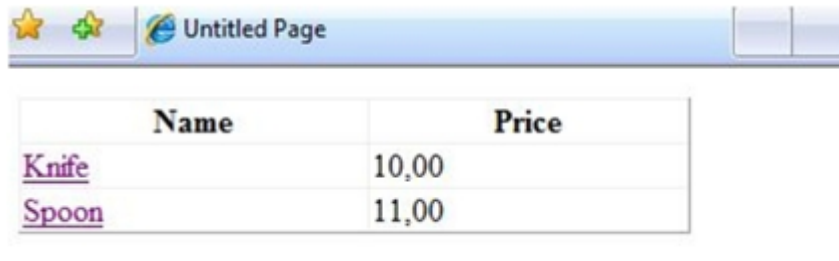 Untitled Page
Name Price
Knife 10,00
Spoon 11,00